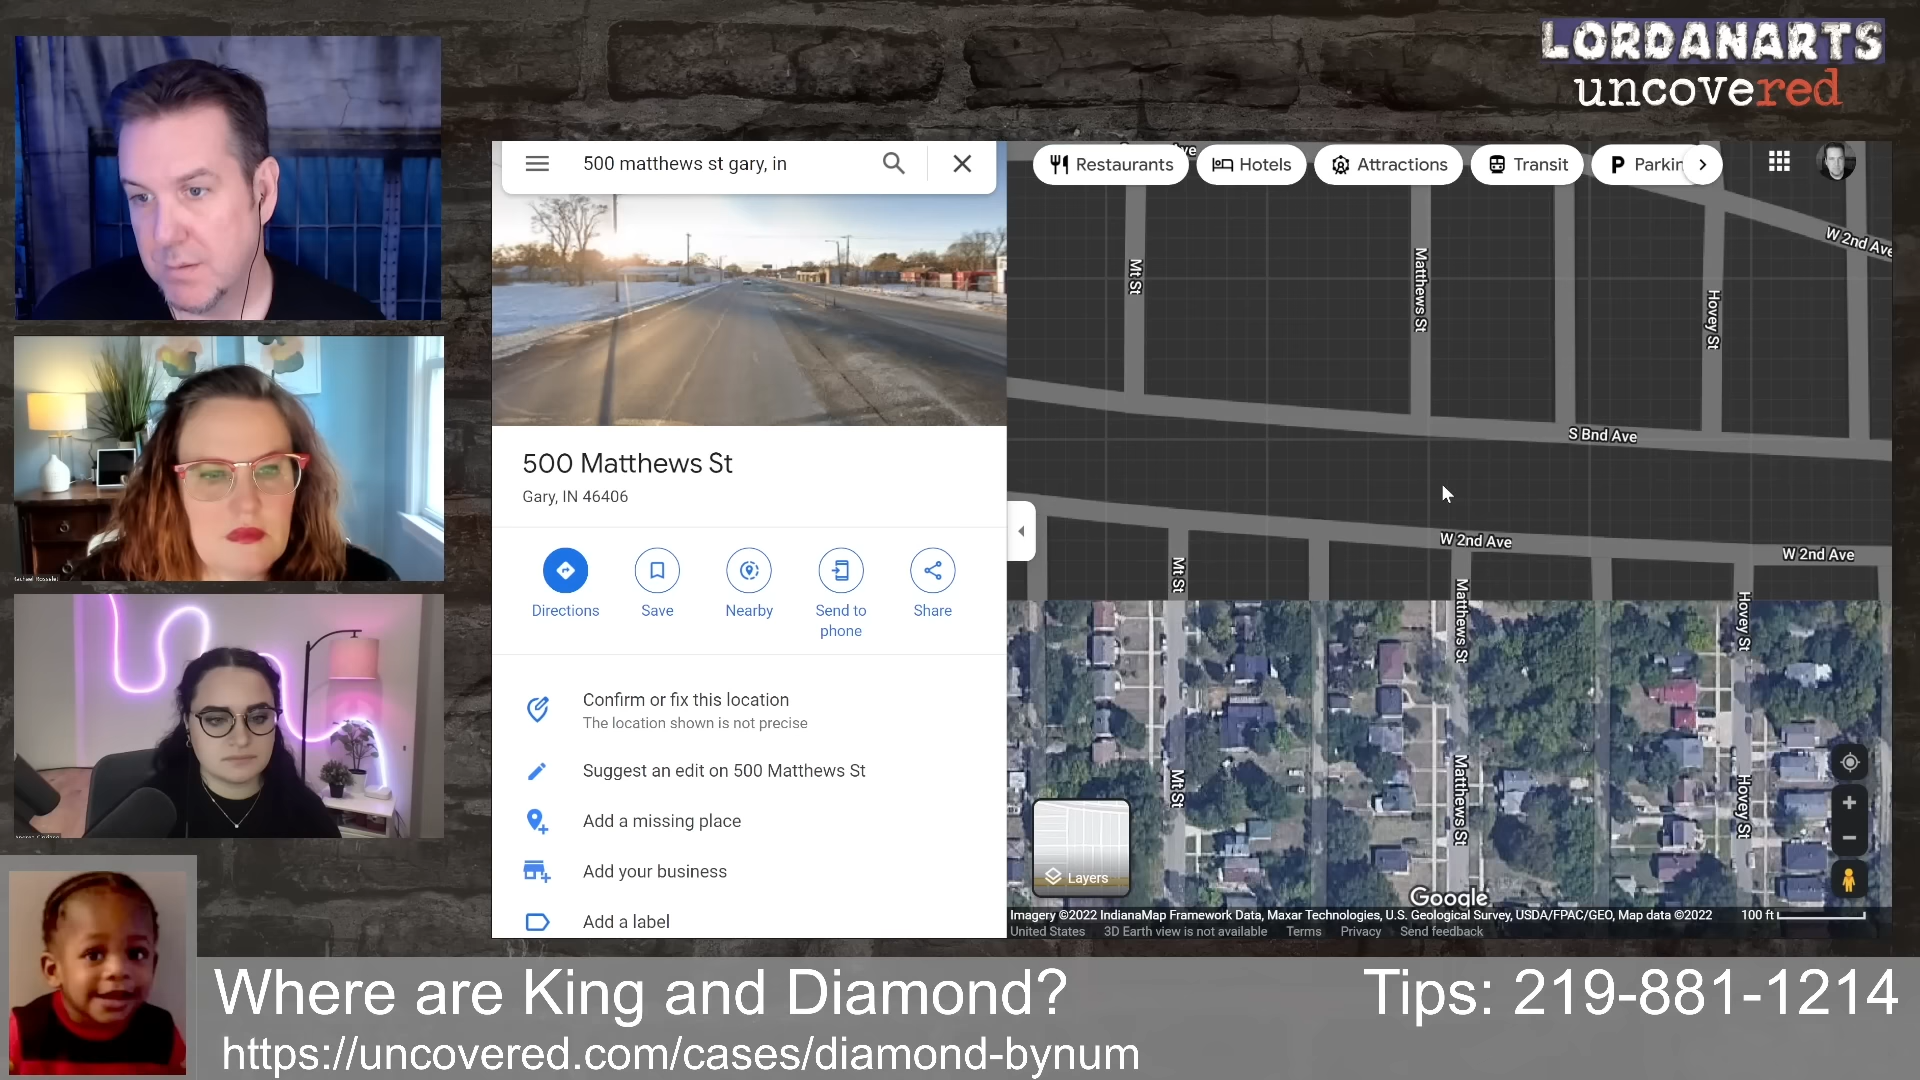 LORDANARTS
uncovered
500 matthews st gary, in
Restaurants
Hotels
Attractions
Transit
Parkin
500 Matthews St
Gary, IN 46406
Directions
Save
Nearby
Send to
phone
Share
Confirm or fix this location
The location shown is not precise
Suggest an edit on 500 Matthews St
Add a missing place
Add your business
Add a label
ve
W 2nd Ave
Mt St
Matthews St
Hovey St
S Bnd Ave
W 2nd Ave
W 2nd Ave
Mt St
Matthews St
Hovey St
Mt St
Matthews St
Hovey St
Layers
Google
Imagery ©2022 IndianaMap Framework Data, Maxar Technologies, U.S. Geological Survey, USDA/FPAC/GEO, Map data ©2022
100 ft
United States
3D Earth view is not available
Terms
Privacy
Send feedback
Where are King and Diamond?
Tips: 219-881-1214
https://uncovered.com/cases/diamond-bynum